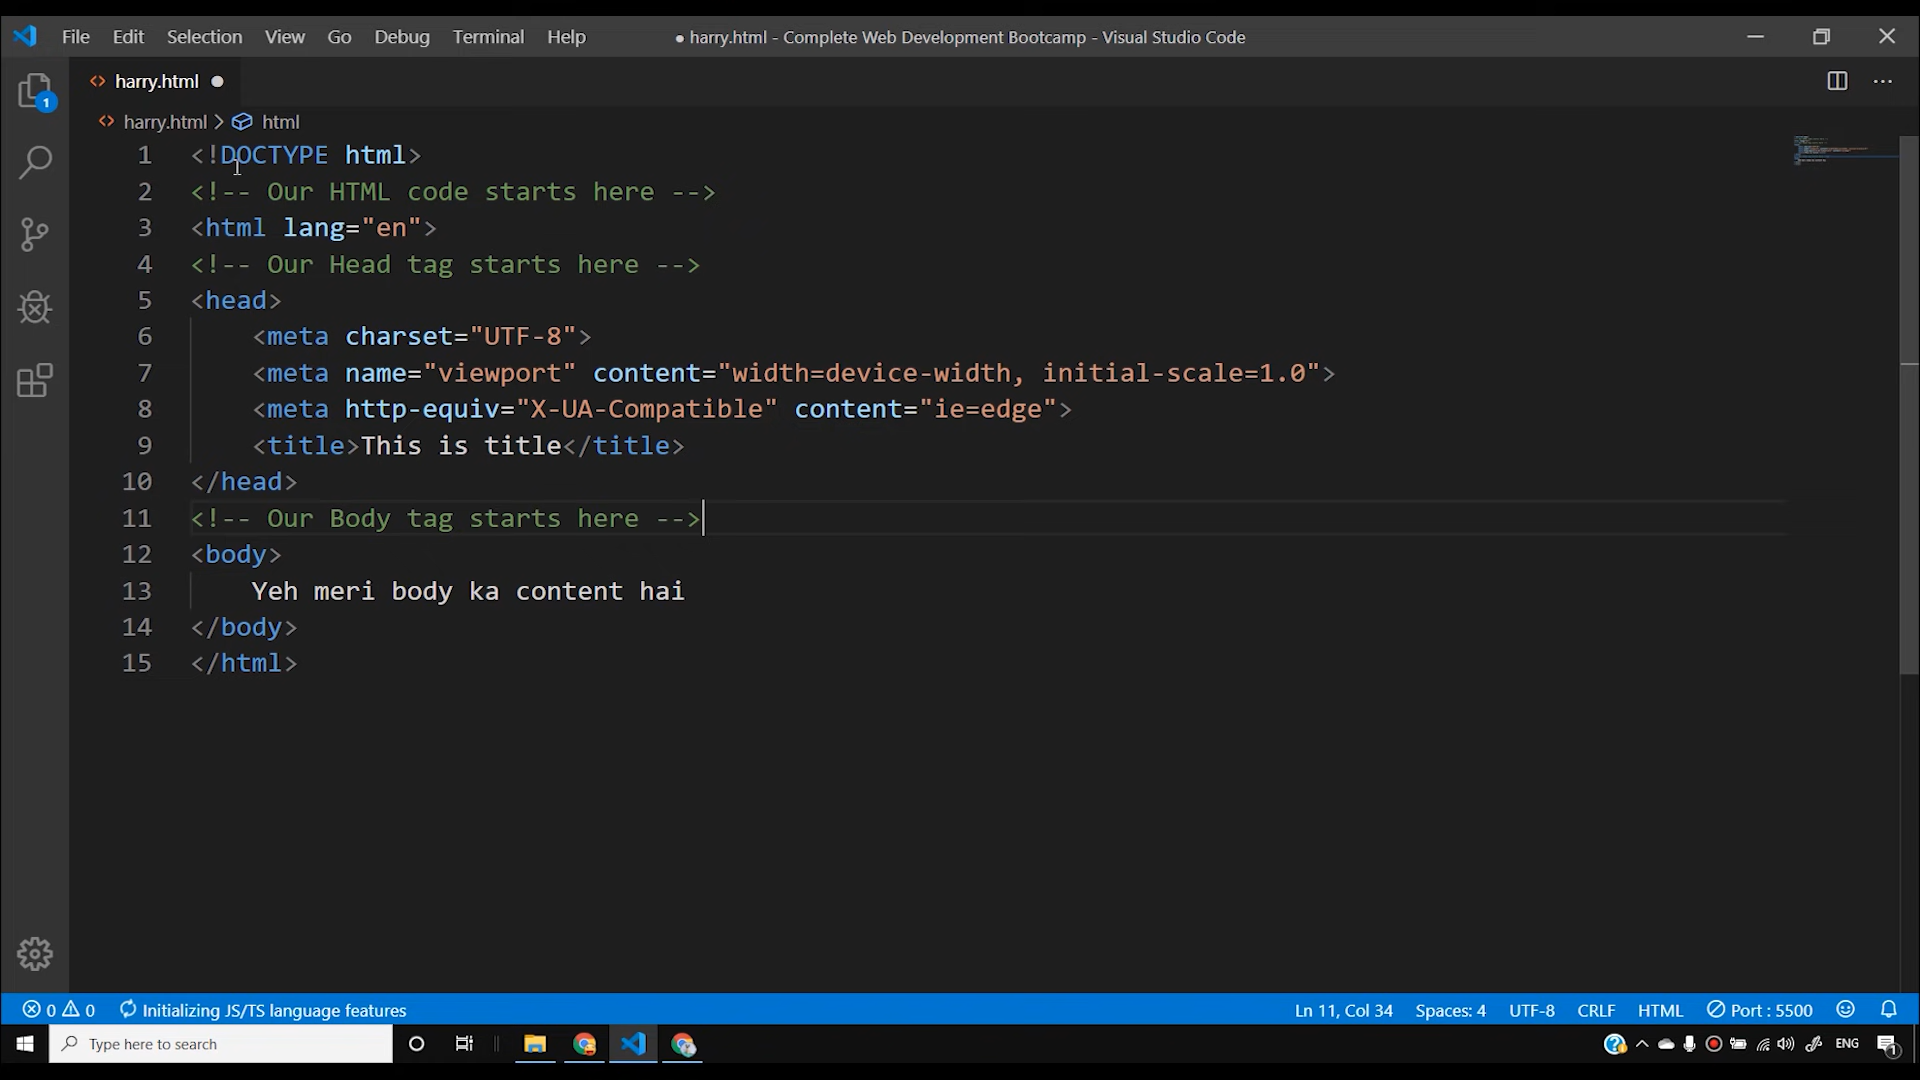 File Edit Selection View Go Debug Terminal Help ● harry.html - Complete Web Development Bootcamp - Visual Studio Code
harry.html
1
harry.html > html
1 <!DOCTYPE html>
2 <!-- Our HTML code starts here -->
3 <html lang="en">
4 <!-- Our Head tag starts here -->
5 <head>
6 <meta charset="UTF-8">
7 <meta name="viewport" content="width=device-width, initial-scale=1.0">
8 <meta http-equiv="X-UA-Compatible" content="ie=edge">
9 <title>This is title</title>
10 </head>
11 <!-- Our Body tag starts here -->
12 <body>
13 Yeh meri body ka content hai
14 </body>
15 </html>
0 0 Initializing JS/TS language features Ln 11, Col 34 Spaces: 4 UTF-8 CRLF HTML Port : 5500
Type here to search ENG 1